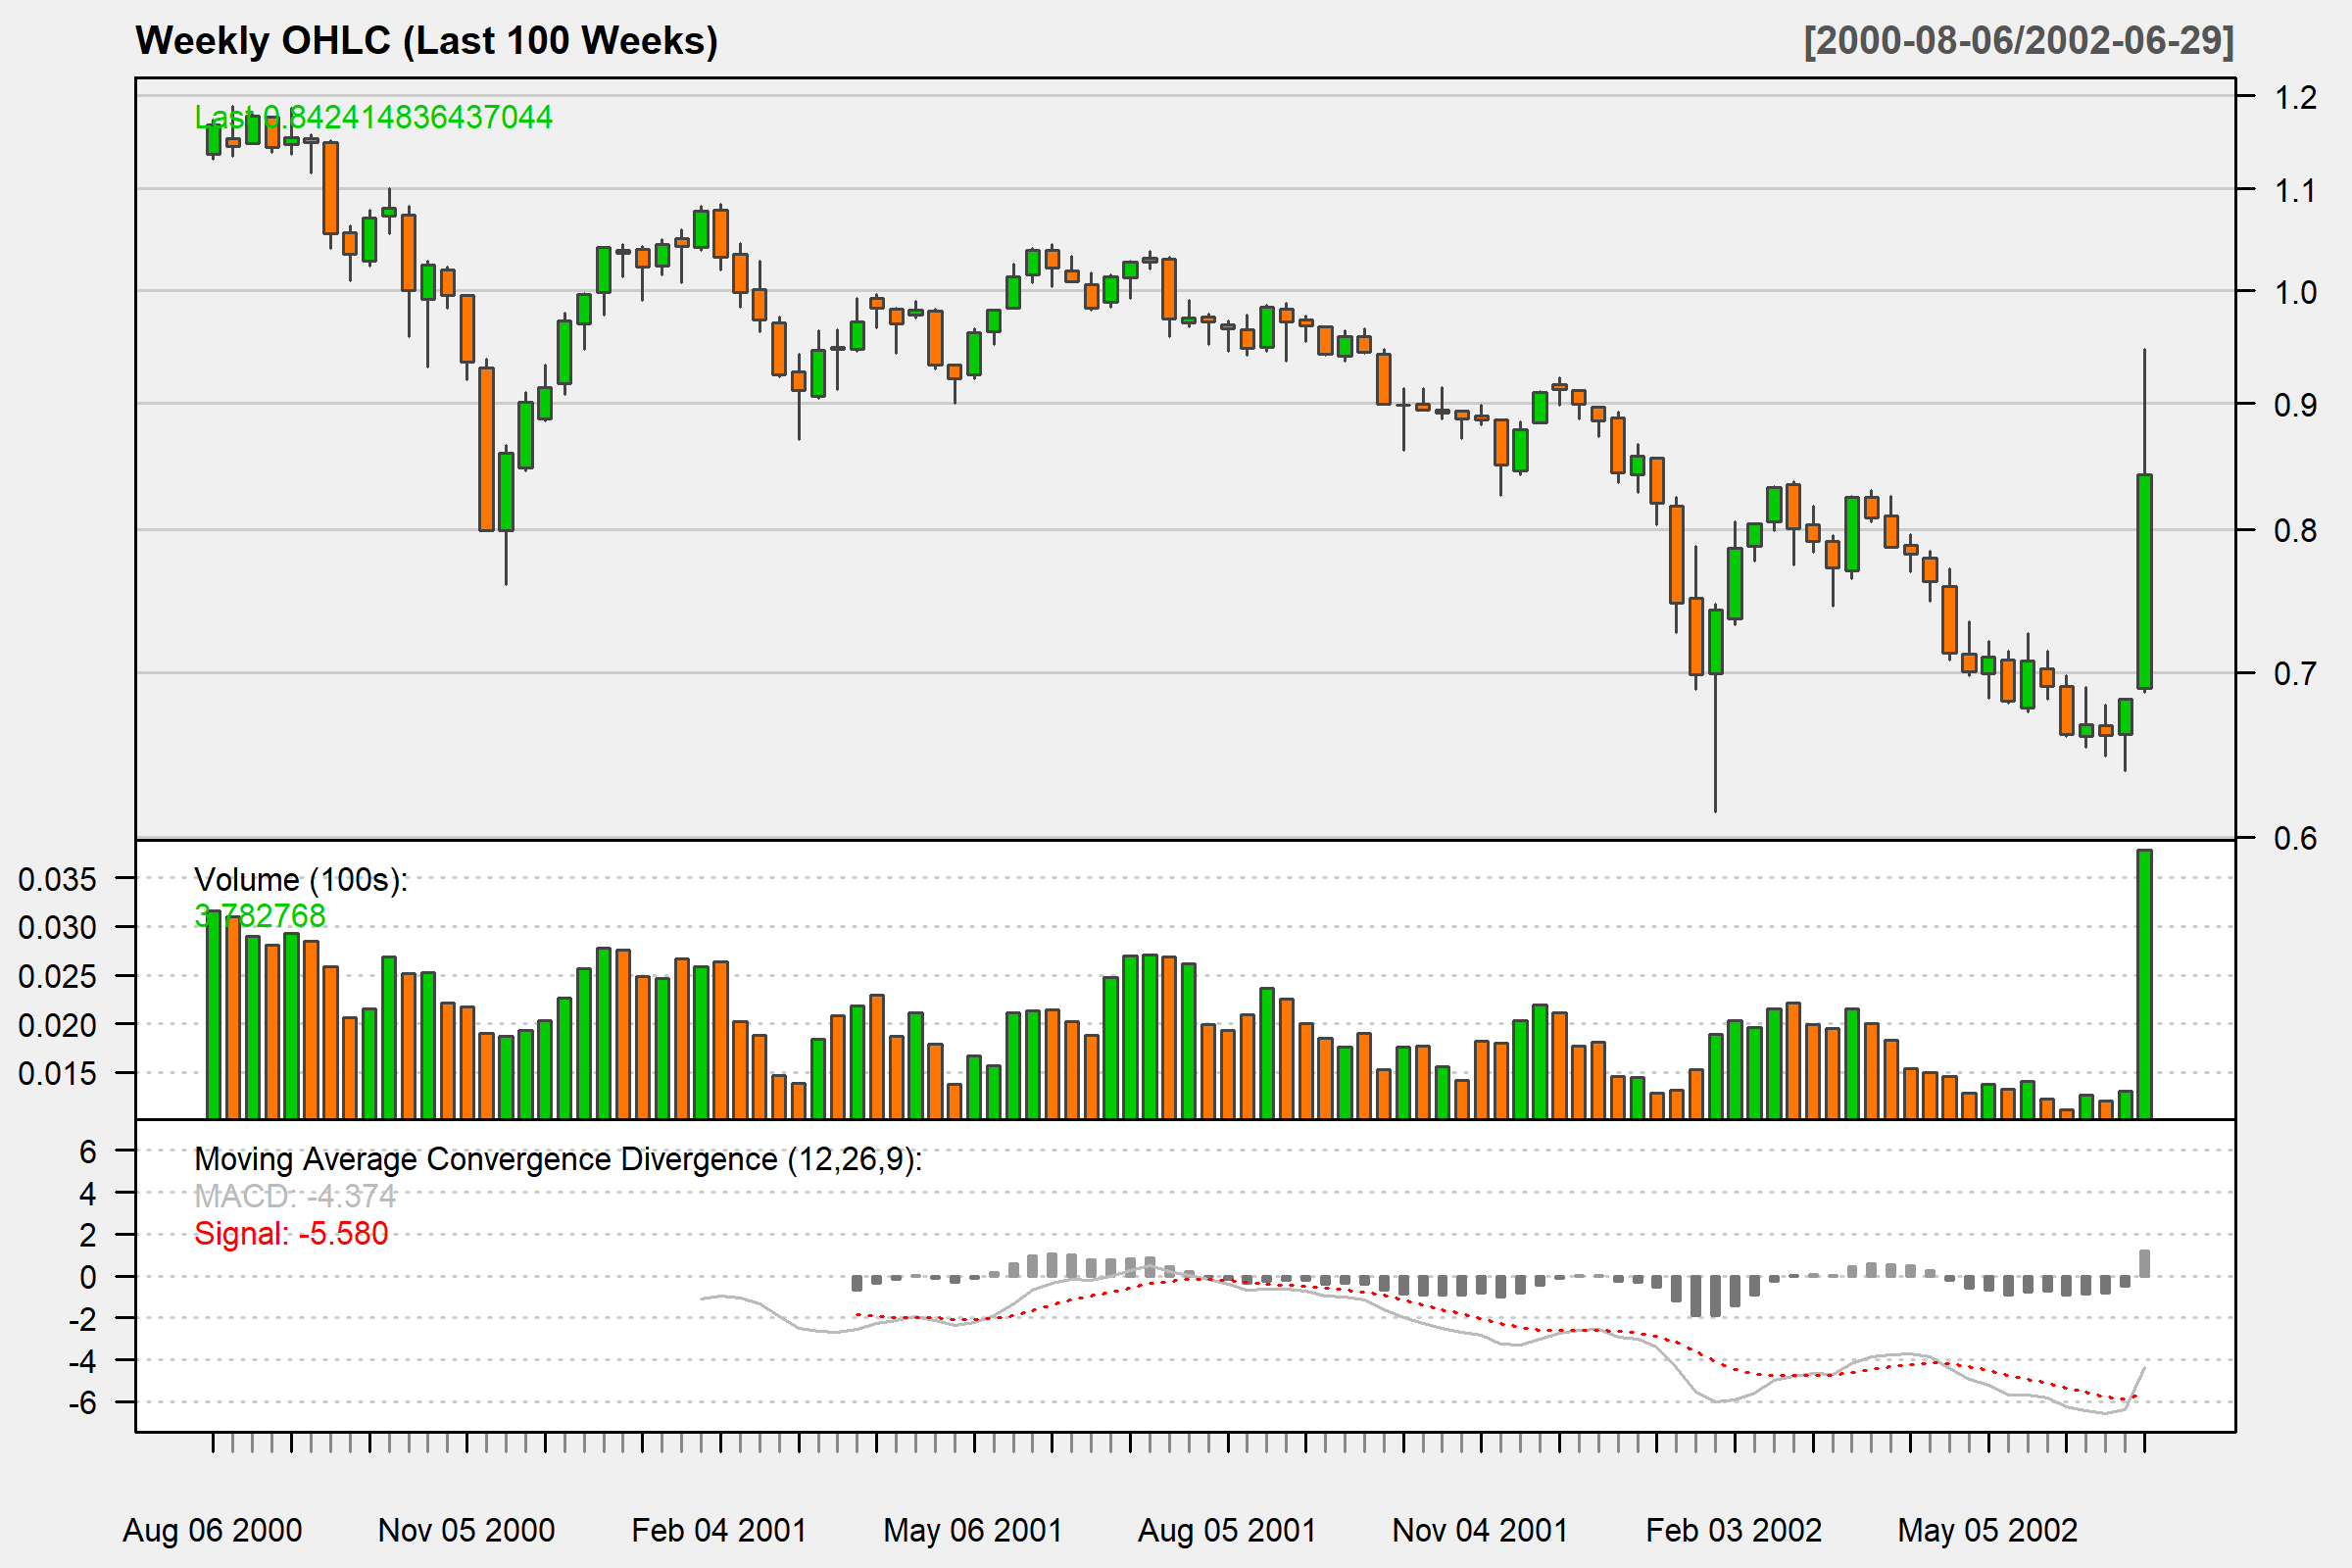 Weekly OHLC (Last 100 Weeks)
[2000-08-06/2002-06-29]
Last 0.842414836437044
1.2
1.1
1.0
0.9
0.8
0.7
0.6
Volume (100s):
3.782768
0.035
0.030
0.025
0.020
0.015
Moving Average Convergence Divergence (12,26,9):
MACD: -4.374
Signal: -5.580
6
4
2
0
-2
-4
-6
Aug 06 2000
Nov 05 2000
Feb 04 2001
May 06 2001
Aug 05 2001
Nov 04 2001
Feb 03 2002
May 05 2002